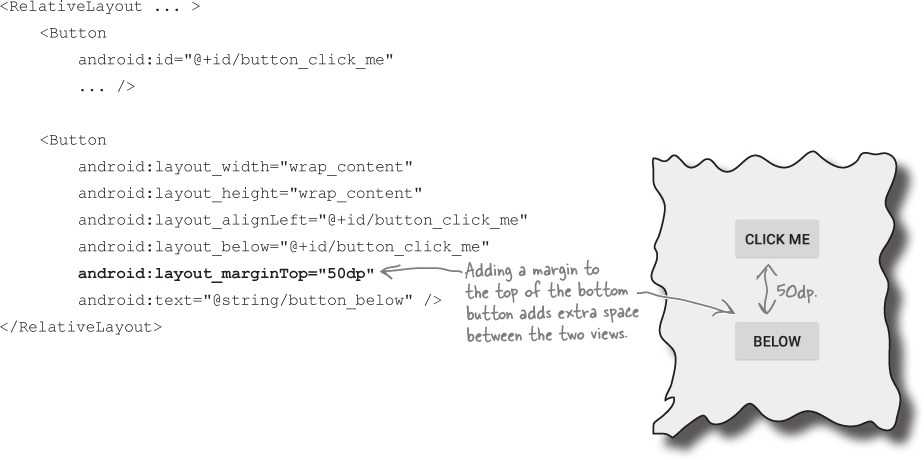 <RelativeLayout ... >
<Button
android:id="@+id/button_click_me"
... />
<Button
android:layout_width="wrap_content"
android:layout_height="wrap_content"
android:layout_alignLeft="@+id/button_click_me"
android:layout_below="@+id/button_click_me"
android:layout_marginTop="50dp"
android:text="@string/button_below" />
</RelativeLayout>
Adding a margin to
the top of the bottom
button adds extra space
between the two views.
CLICK ME
50dp.
BELOW